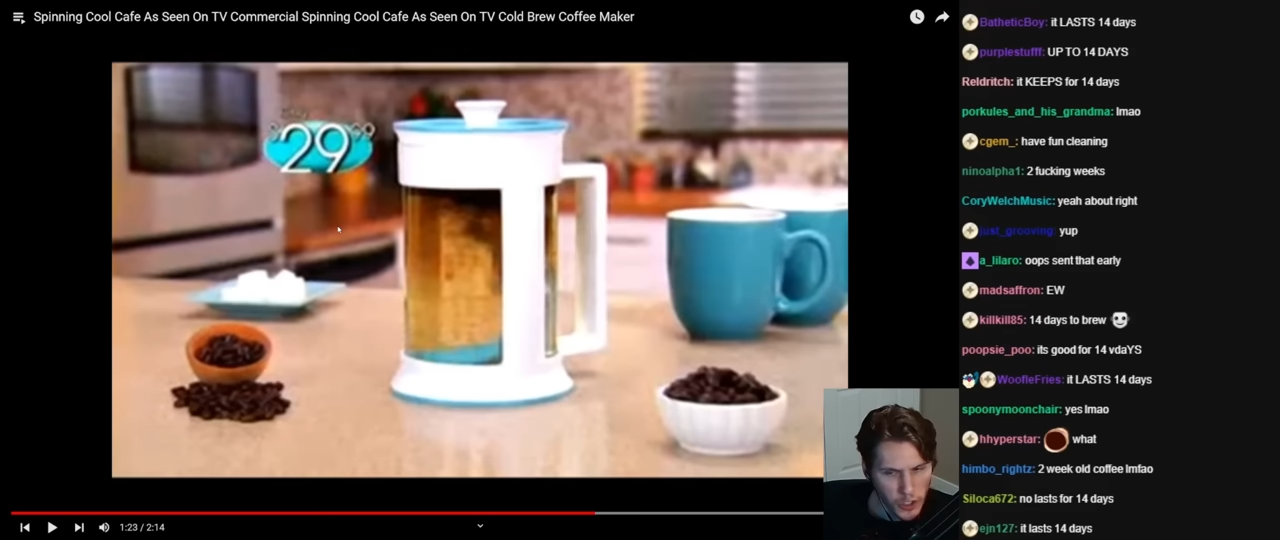 Spinning Cool Cafe As Seen On TV Commercial Spinning Cool Cafe As Seen On TV Cold Brew Coffee Maker
$29⁹⁹
1:23 / 2:14
BatheticBoy: it LASTS 14 days
purplestufff: UP TO 14 DAYS
Reldritch: it KEEPS for 14 days
porkules_and_his_grandma: lmao
cgem_: have fun cleaning
ninoalpha1: 2 fucking weeks
CoryWelchMusic: yeah about right
just_grooving: yup
a_lilaro: oops sent that early
madsaffron: EW
killkill85: 14 days to brew
poopsie_poo: its good for 14 vdaYS
WoofleFries: it LASTS 14 days
spoonymoonchair: yes lmao
hhyperstar: what
himbo_rightz: 2 week old coffee lmfao
Siloca672: no lasts for 14 days
ejn127: it lasts 14 days